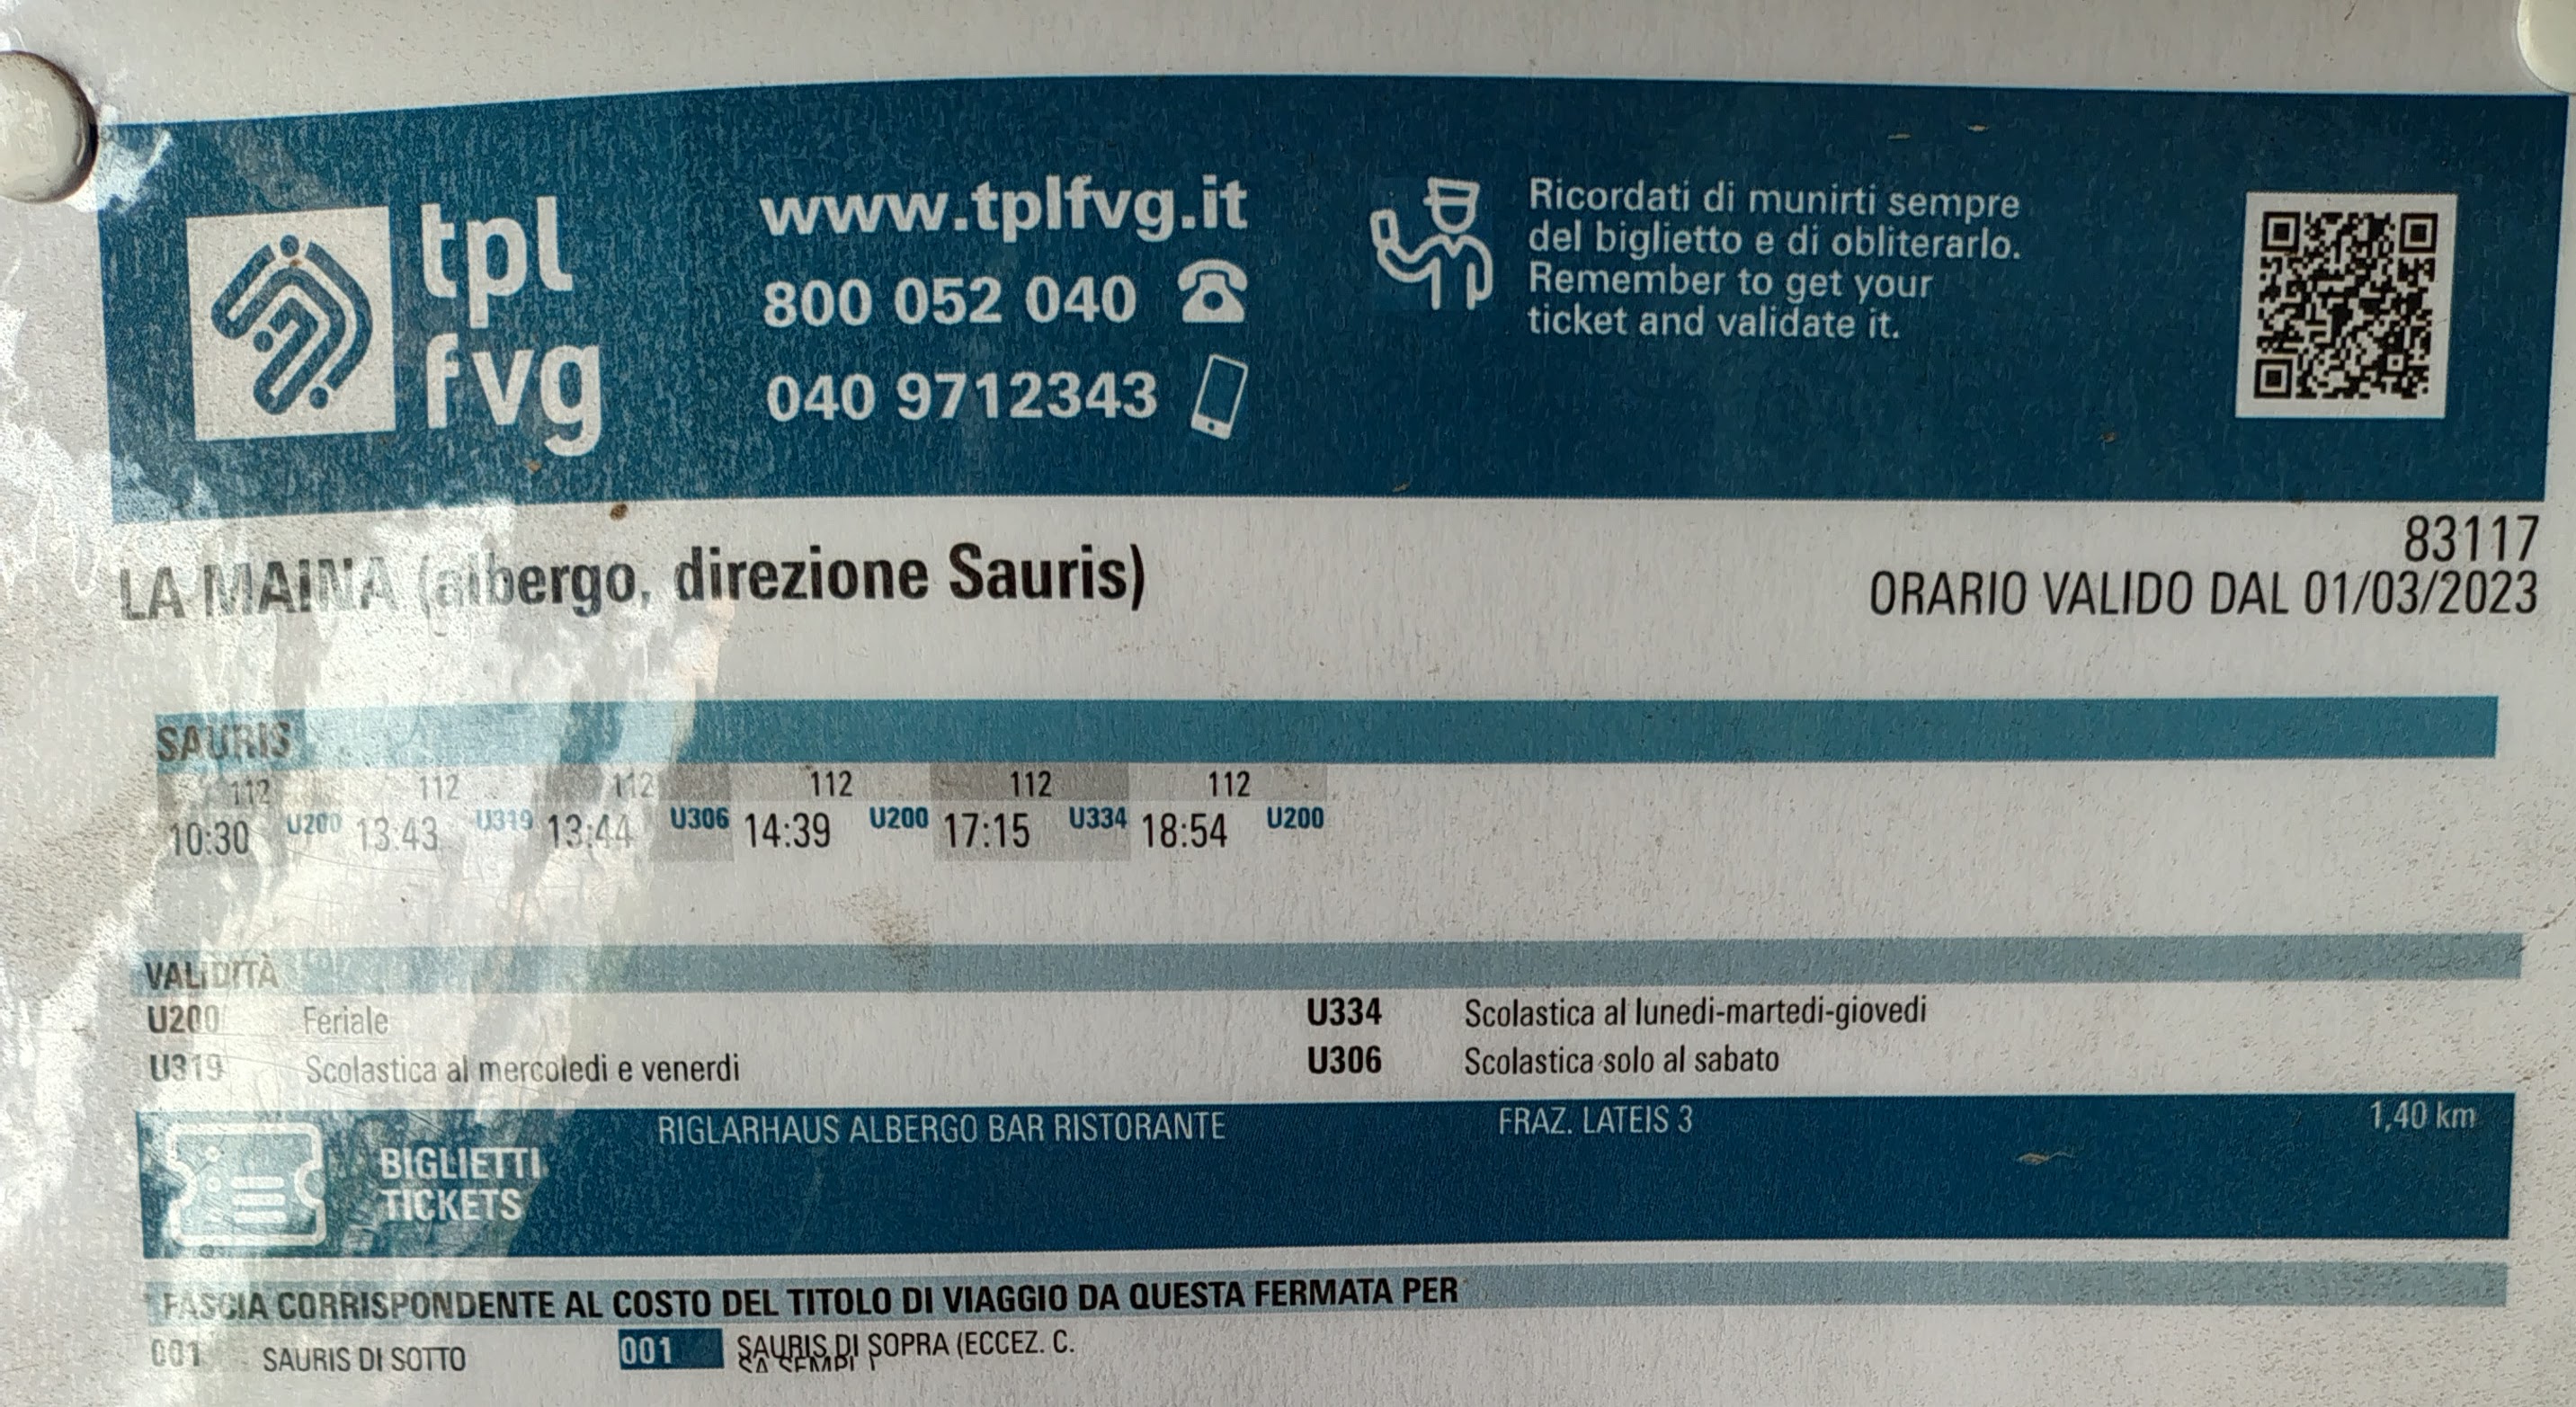 tpl
fvg
www.tplfvg.it
800 052 040
040 9712343
Ricordati di munirti sempre
del biglietto e di obliterarlo.
Remember to get your
ticket and validate it.
83117
LA MAINA (albergo, direzione Sauris)
ORARIO VALIDO DAL 01/03/2023
SAURIS
112 112 112 112 112 112
10:30 U200 13:43 U319 13:44 U306 14:39 U200 17:15 U334 18:54 U200
VALIDITÀ
U200 Feriale
U319 Scolastica al mercoledi e venerdi
U334 Scolastica al lunedi-martedi-giovedi
U306 Scolastica solo al sabato
BIGLIETTI
TICKETS
RIGLARHAUS ALBERGO BAR RISTORANTE FRAZ. LATEIS 3 1,40 km
FASCIA CORRISPONDENTE AL COSTO DEL TITOLO DI VIAGGIO DA QUESTA FERMATA PER
001 SAURIS DI SOTTO 001 SAURIS DI SOPRA (ECCEZ. C.